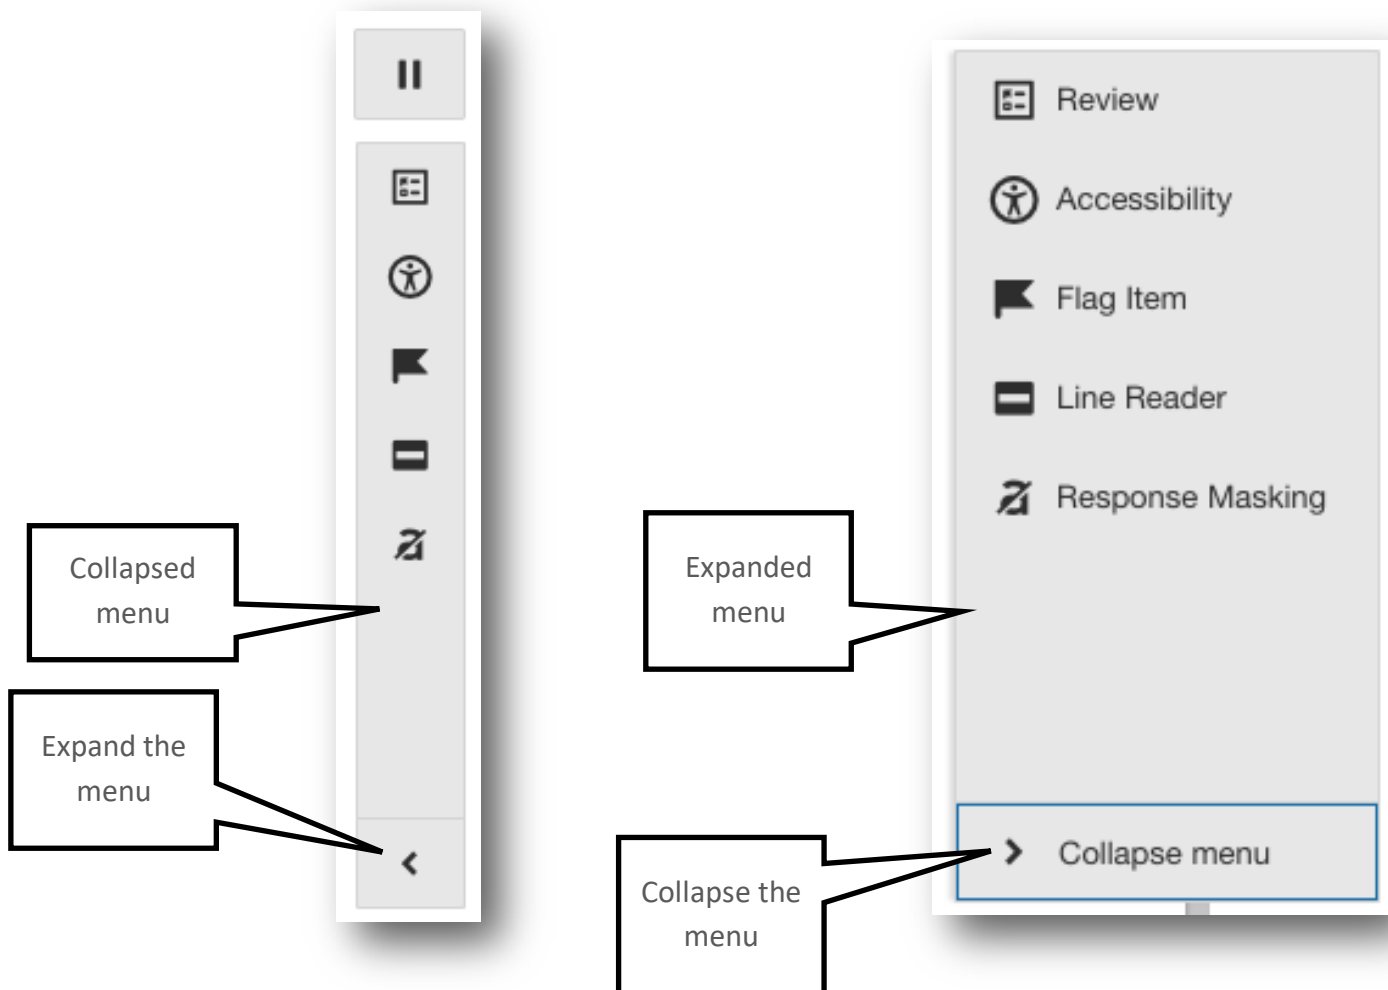 Collapsed
menu
Expand the
menu
Review
Accessibility
Flag Item
Line Reader
Response Masking
Expanded
menu
Collapse menu
Collapse the
menu